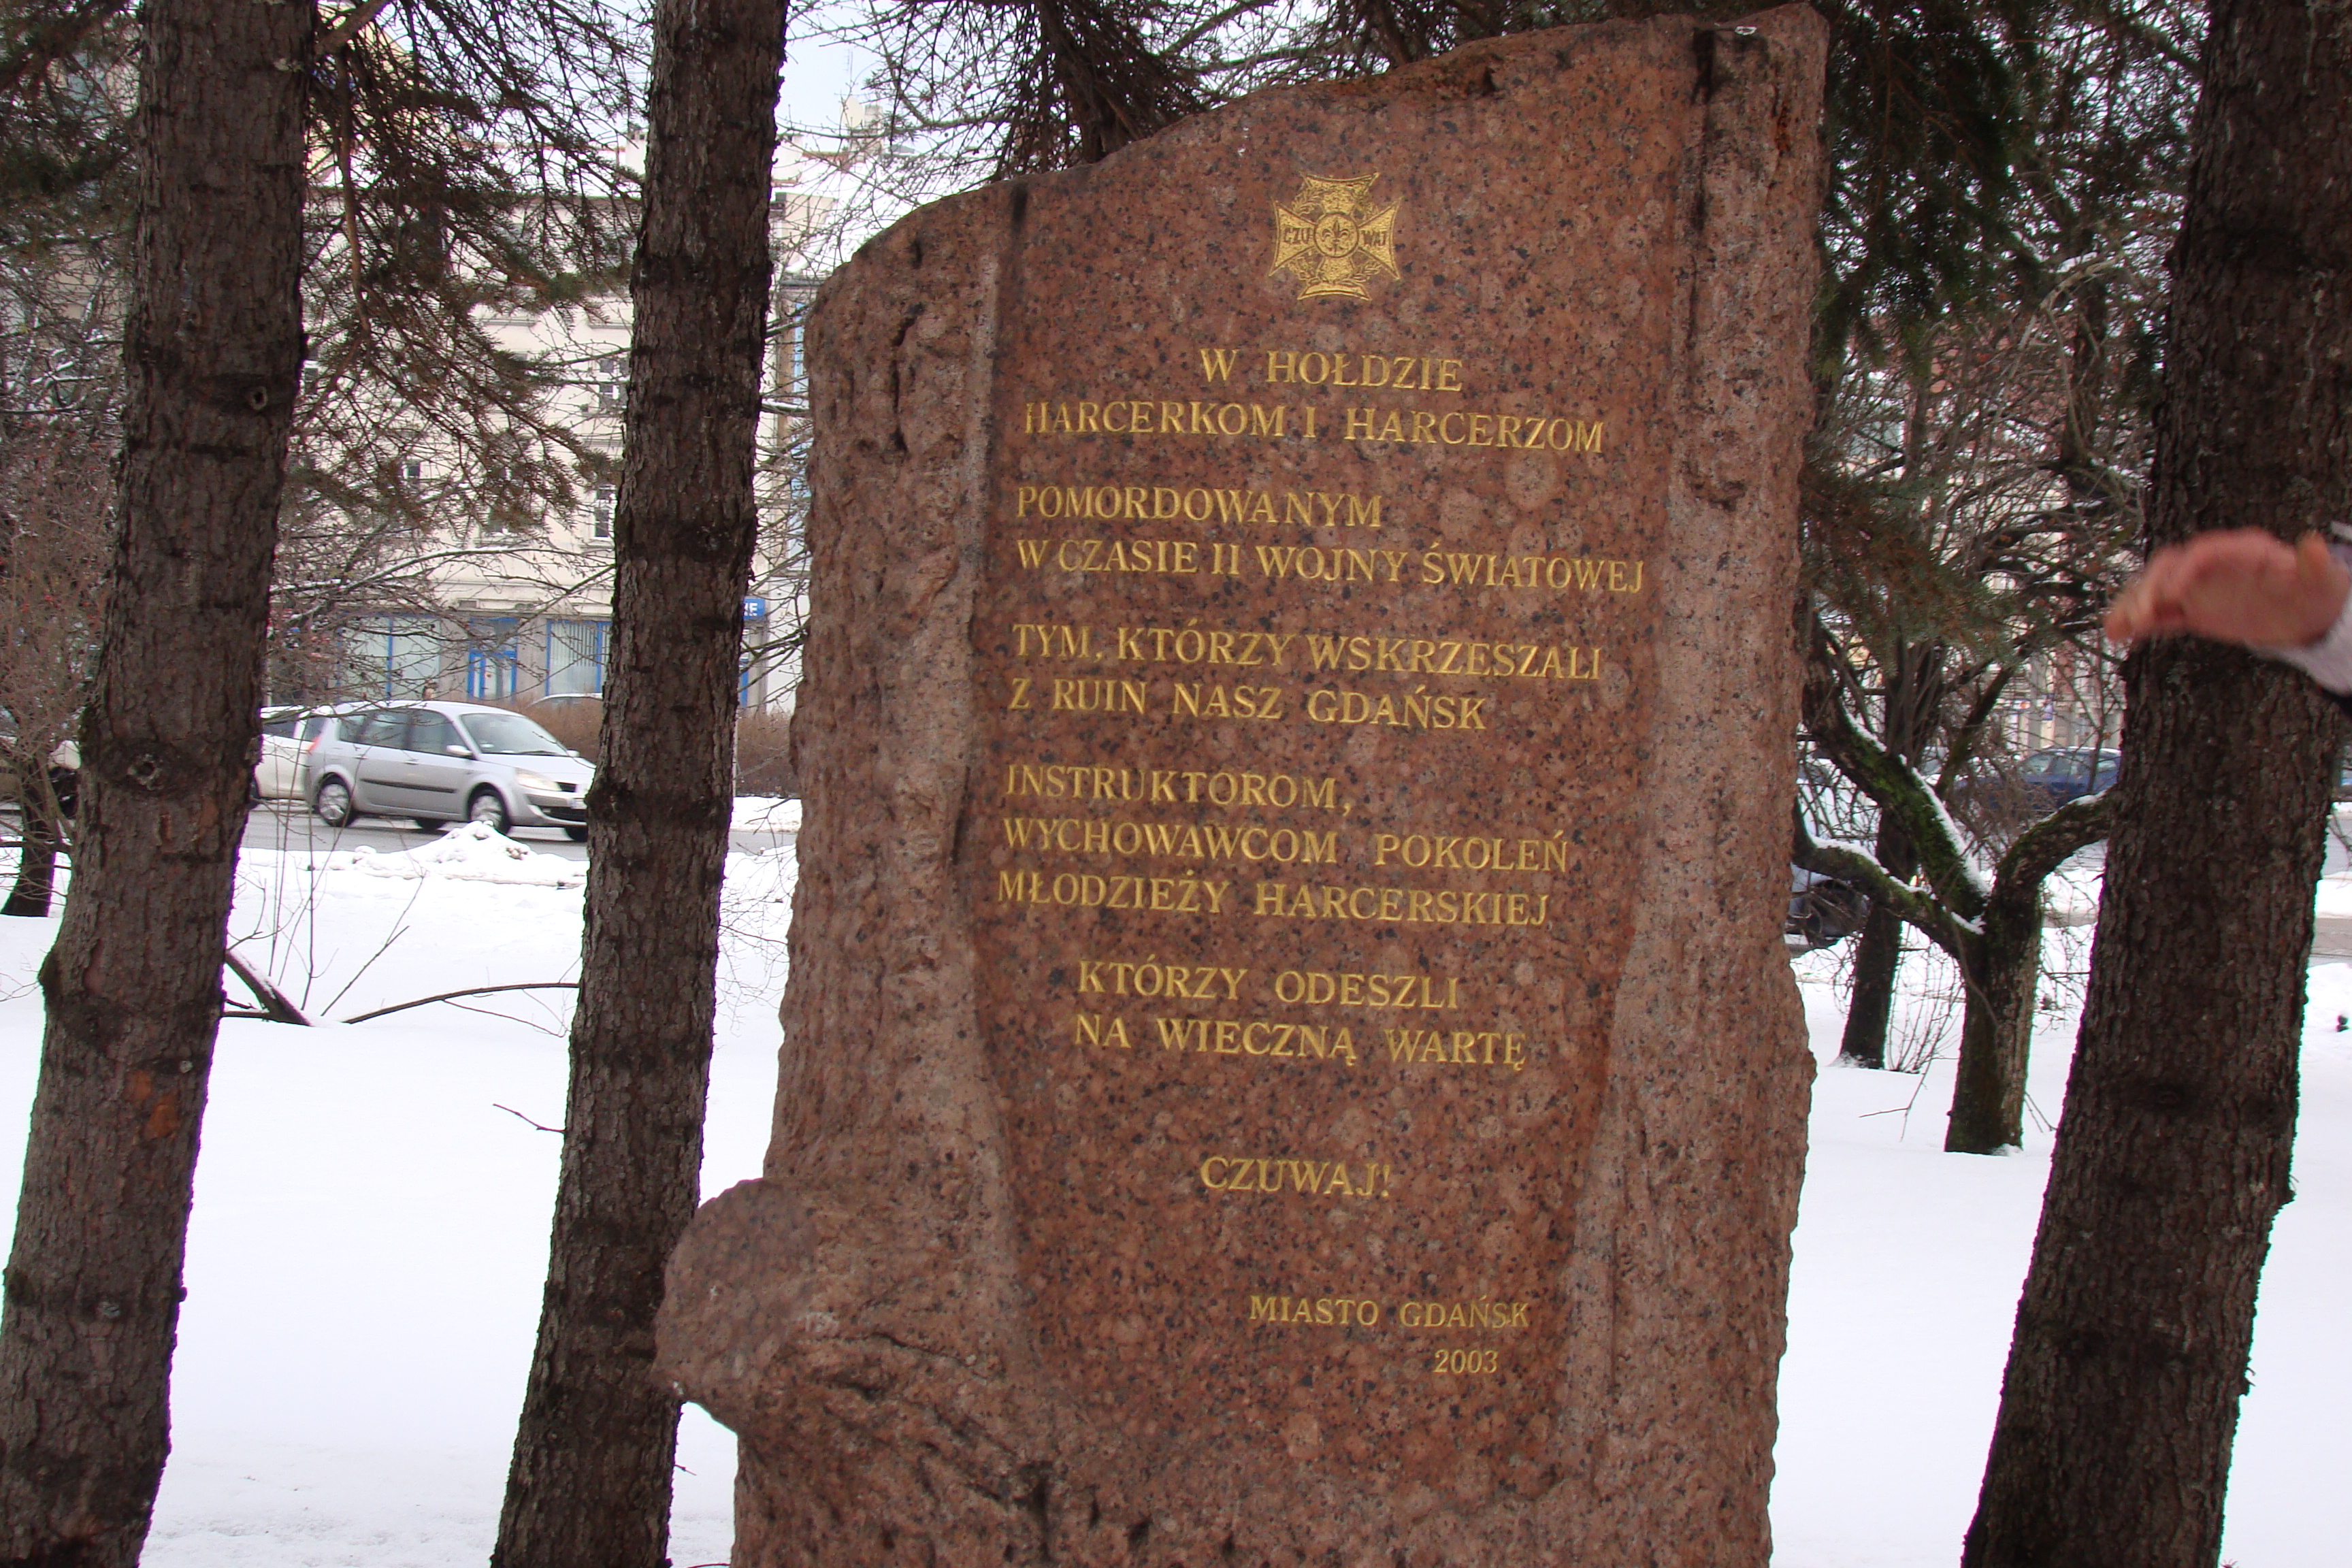 CZU WAJ
W HOŁDZIE
HARCERKOM I HARCERZOM
POMORDOWANYM
W CZASIE II WOJNY ŚWIATOWEJ
TYM, KTÓRZY WSKRZESZALI
Z RUIN NASZ GDAŃSK
INSTRUKTOROM,
WYCHOWAWCOM POKOLEŃ
MŁODZIEŻY HARCERSKIEJ,
KTÓRZY ODESZLI
NA WIECZNĄ WARTĘ
CZUWAJ!
MIASTO GDAŃSK
2003